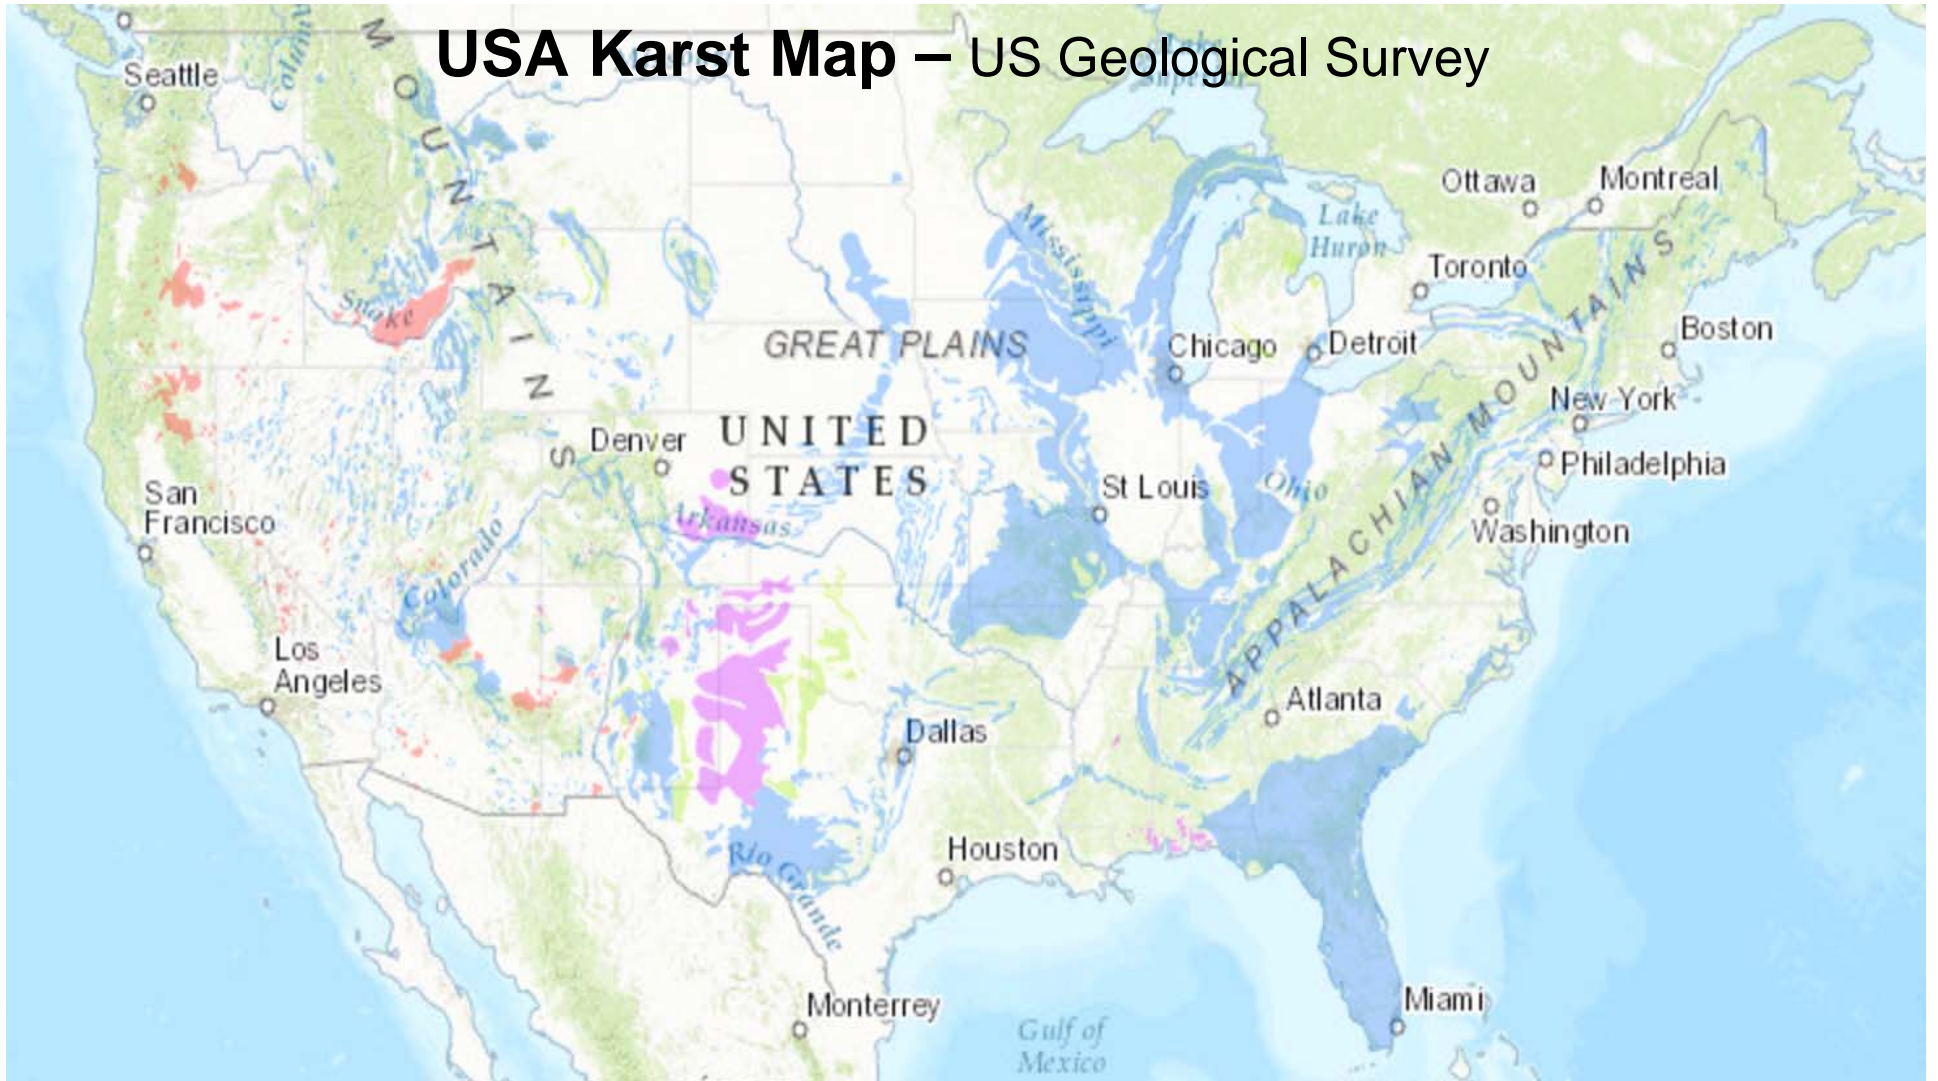 USA Karst Map – US Geological Survey
Seattle
MOUNTAINS
Lake
Superior
Ottawa
Montreal
Mississippi
Lake
Huron
Toronto
Snake
GREAT PLAINS
Chicago
Detroit
Boston
APPALACHIAN MOUNTAINS
New York
UNITED
STATES
Denver
Philadelphia
St Louis
Ohio
San
Francisco
Arkansas
Washington
Colorado
Los
Angeles
Atlanta
Dallas
Houston
Rio Grande
Miami
Monterrey
Gulf of
Mexico